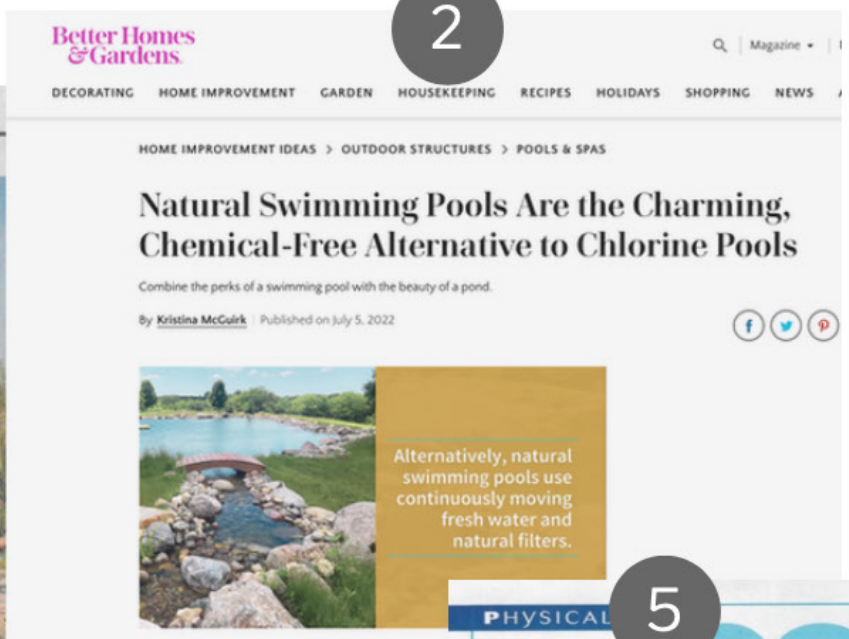 2
Better Homes
&Gardens.
Magazine
DECORATING HOME IMPROVEMENT GARDEN HOUSEKEEPING RECIPES HOLIDAYS SHOPPING NEWS
HOME IMPROVEMENT IDEAS > OUTDOOR STRUCTURES > POOLS & SPAS
Natural Swimming Pools Are the Charming,
Chemical-Free Alternative to Chlorine Pools
Combine the perks of a swimming pool with the beauty of a pond.
By Kristina McGuirk | Published on July 5, 2022
Alternatively, natural
swimming pools use
continuously moving
fresh water and
natural filters.
5
PHYSICAL